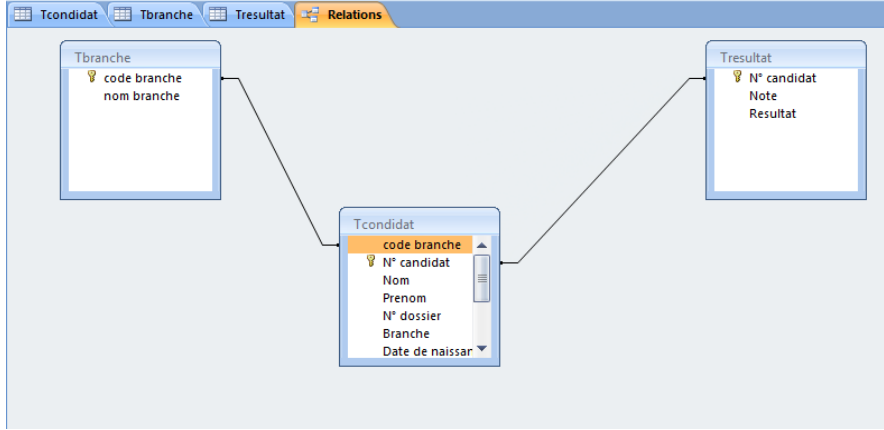 Tcondidat Tbranche Tresultat Relations
Tbranche
code branche
nom branche
Tresultat
N° candidat
Note
Resultat
Tcondidat
code branche
N° candidat
Nom
Prenom
N° dossier
Branche
Date de naissar